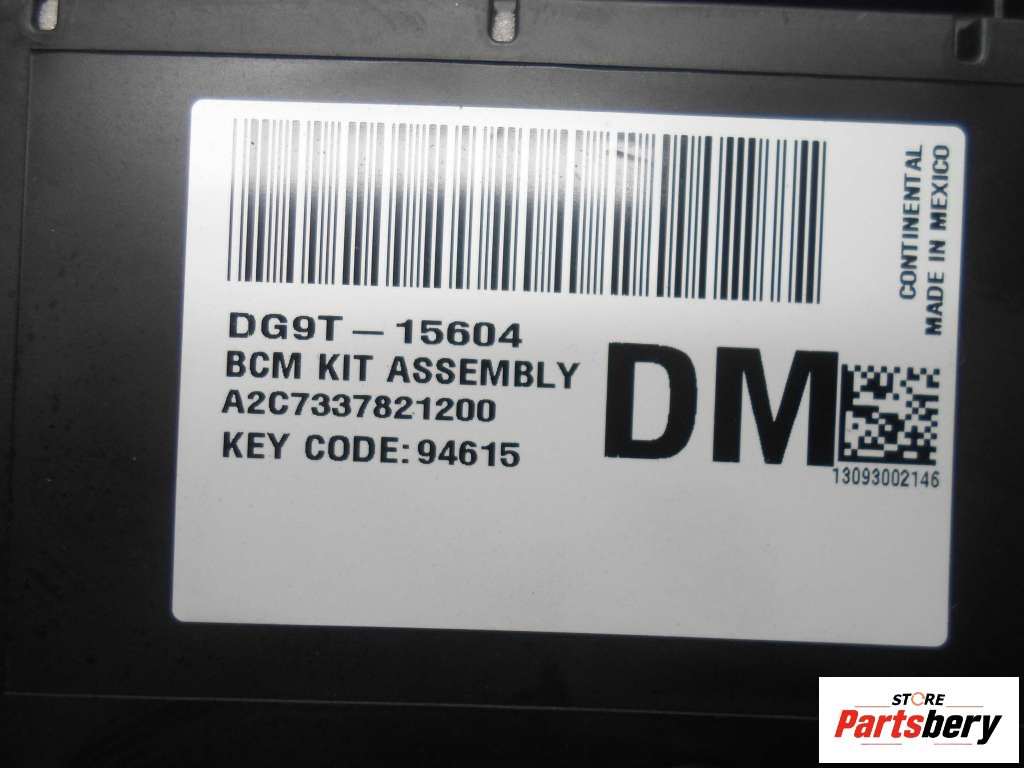 DG9T – 15604
BCM KIT ASSEMBLY
A2C7337821200
KEY CODE: 94615
DM
13093002146
CONTINENTAL
MADE IN MEXICO
STORE
Partsbery